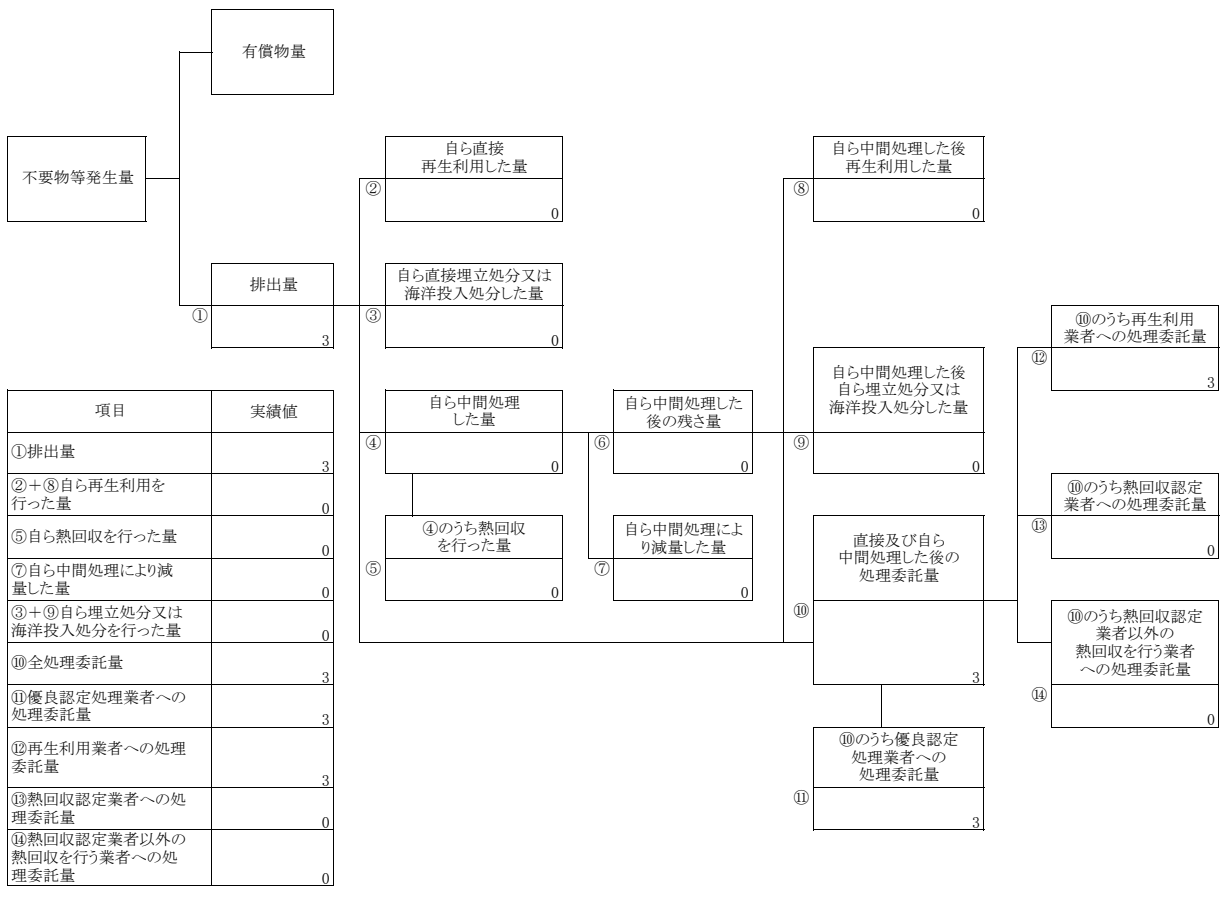 有償物量
不要物等発生量
排出量
①
3
自ら直接
再生利用した量
②
0
自ら直接埋立処分又は
海洋投入処分した量
③
0
自ら中間処理
した量
④
0
④のうち熱回収
を行った量
⑤
0
自ら中間処理した
後の残さ量
⑥
0
自ら中間処理によ
り減量した量
⑦
0
自ら中間処理した後
再生利用した量
⑧
0
自ら中間処理した後
自ら埋立処分又は
海洋投入処分した量
⑨
0
直接及び自ら
中間処理した後の
処理委託量
⑩
3
⑩のうち優良認定
処理業者への
処理委託量
⑪
3
⑩のうち再生利用
業者への処理委託量
⑫
3
⑩のうち熱回収認定
業者への処理委託量
⑬
0
⑩のうち熱回収認定
業者以外の
熱回収を行う業者
への処理委託量
⑭
0
項目 実績値
①排出量
3
②＋⑧自ら再生利用を
行った量
0
⑤自ら熱回収を行った量
0
⑦自ら中間処理により減
量した量
0
③＋⑨自ら埋立処分又は
海洋投入処分を行った量
0
⑩全処理委託量
3
⑪優良認定処理業者への
処理委託量
3
⑫再生利用業者への処理
委託量
3
⑬熱回収認定業者への処
理委託量
0
⑭熱回収認定業者以外の
熱回収を行う業者への処
理委託量
0